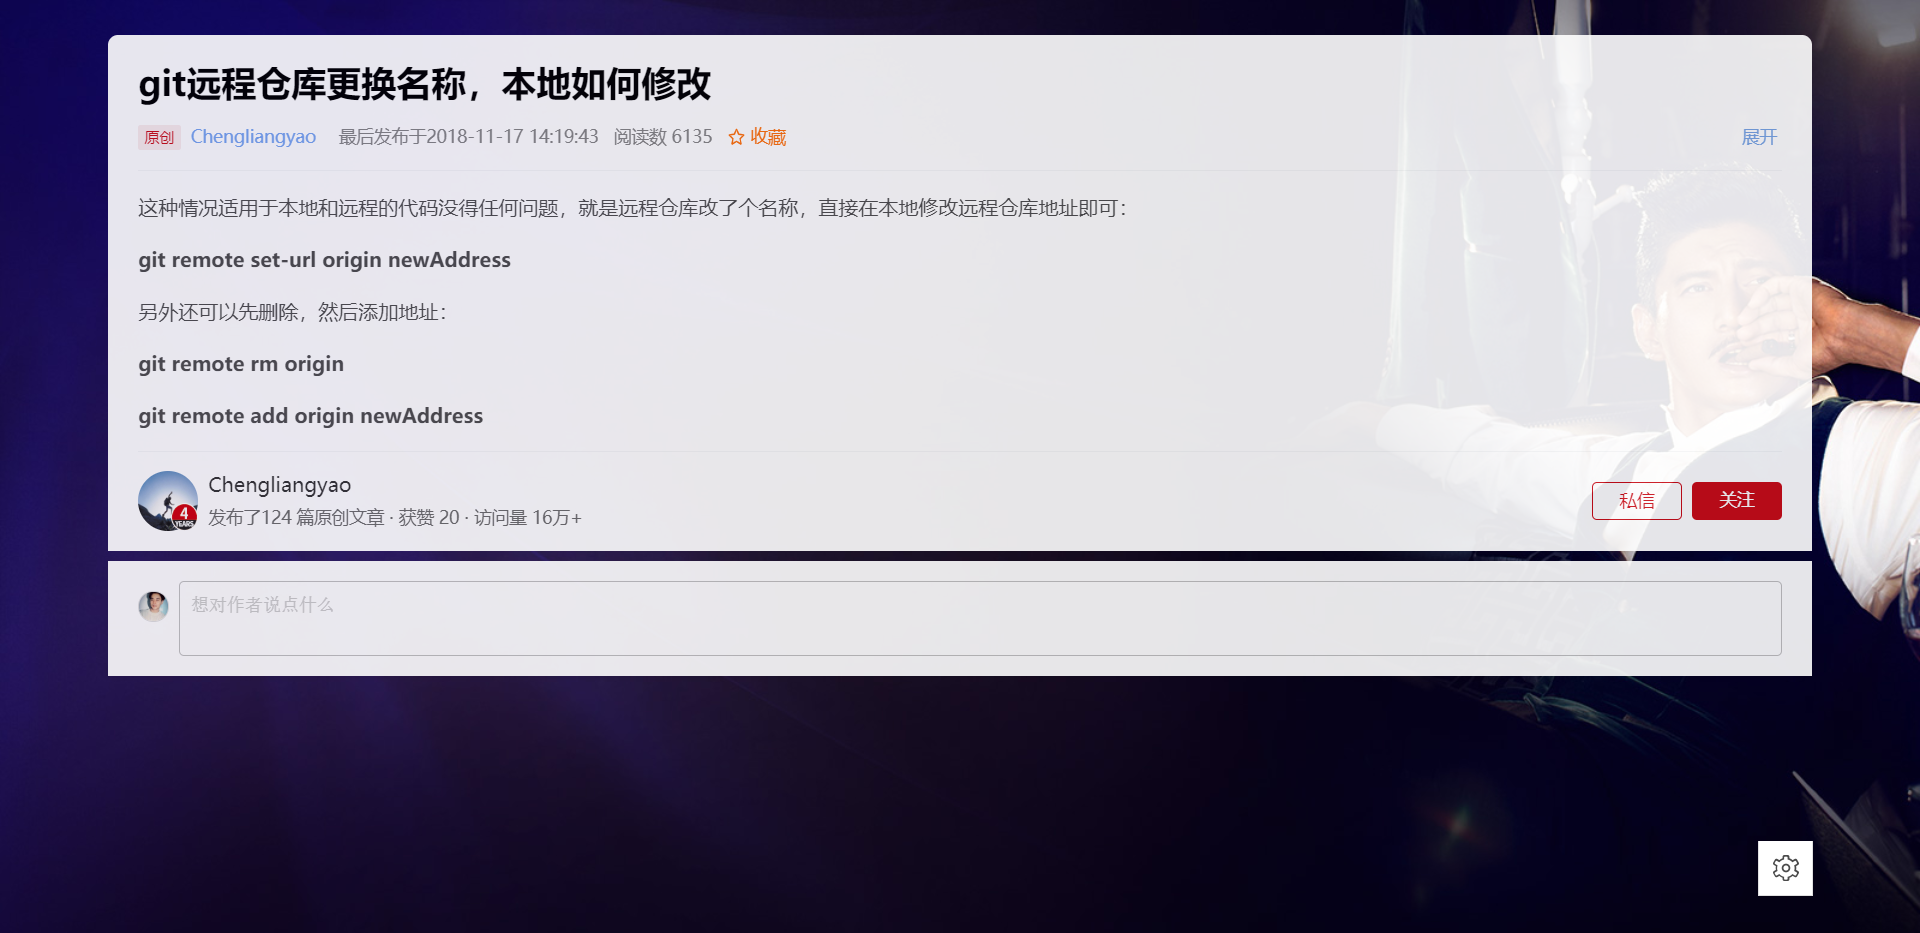 git远程仓库更换名称，本地如何修改
原创 Chengliangyao 最后发布于2018-11-17 14:19:43 阅读数 6135 收藏 展开
这种情况适用于本地和远程的代码没得任何问题，就是远程仓库改了个名称，直接在本地修改远程仓库地址即可：
git remote set-url origin newAddress
另外还可以先删除，然后添加地址：
git remote rm origin
git remote add origin newAddress
Chengliangyao
4
YEARS
发布了124 篇原创文章 · 获赞 20 · 访问量 16万+
私信 关注
想对作者说点什么